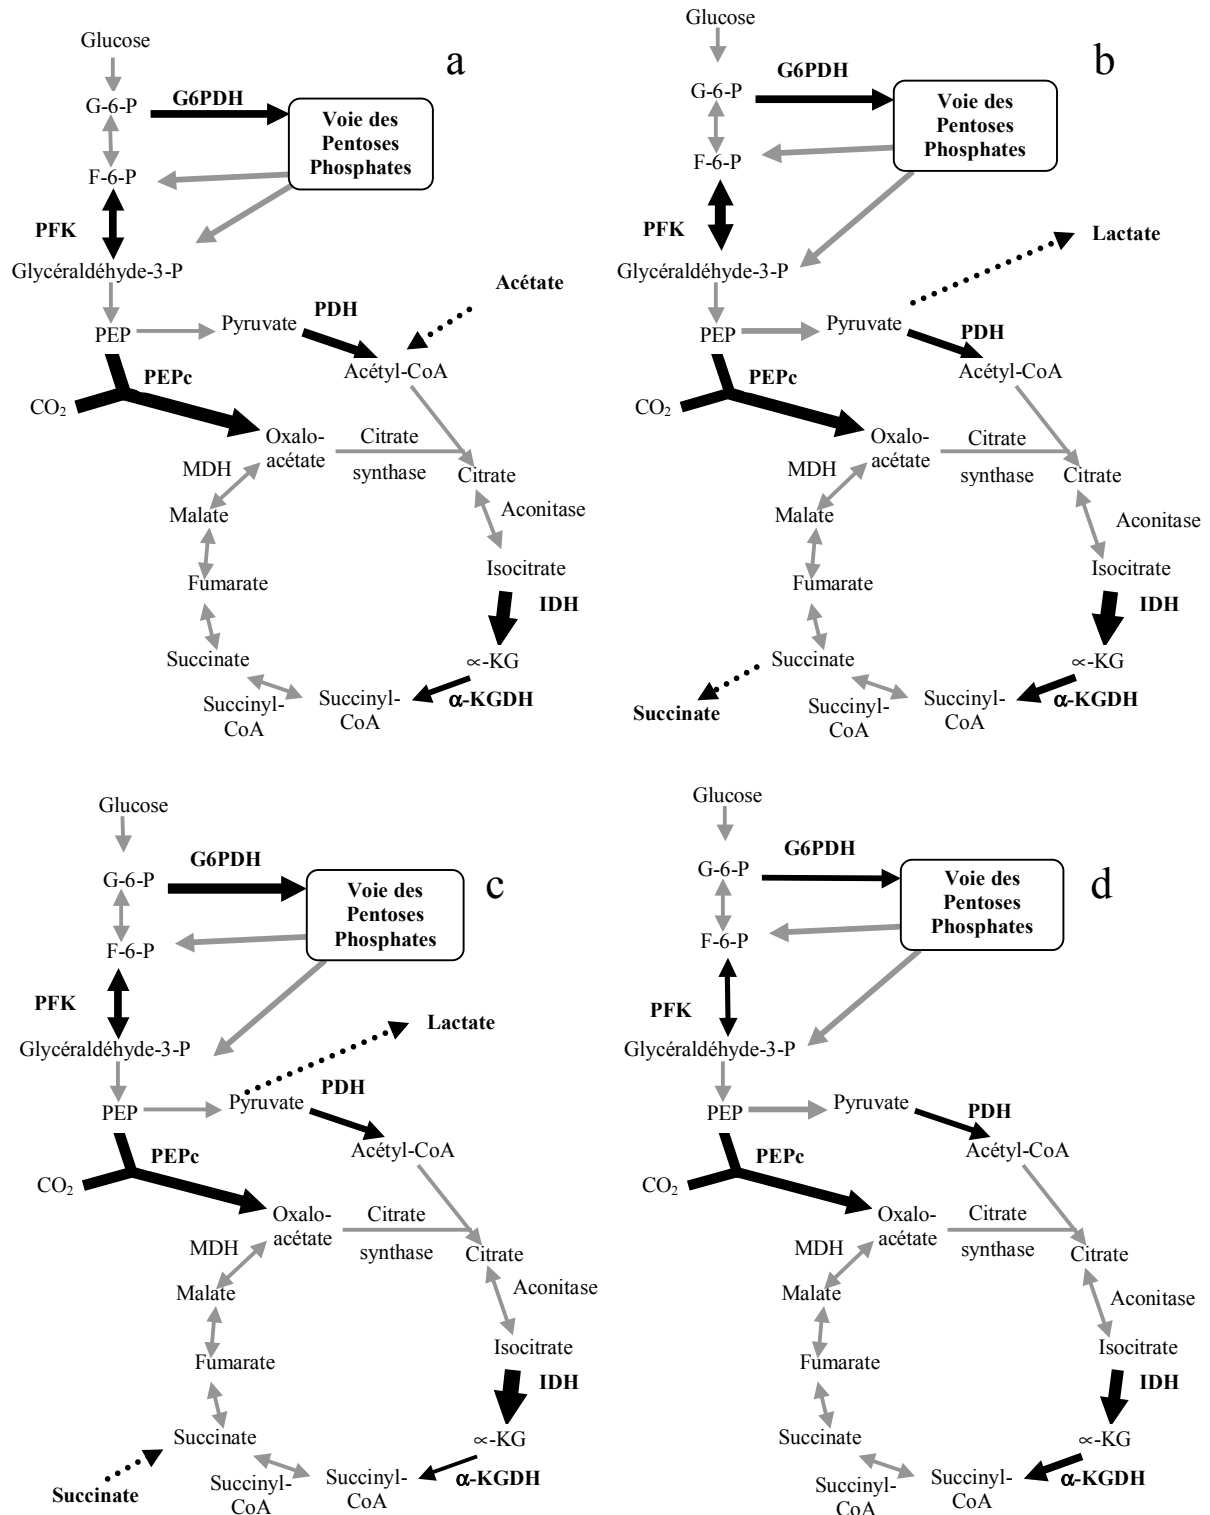 Glucose
a
G6PDH
G-6-P
Voie des
Pentoses
Phosphates
F-6-P
PFK
Glycéraldéhyde-3-P
Acétate
PDH
Pyruvate
PEP
Acétyl-CoA
PEPc
CO₂
Oxalo-
acétate
Citrate
synthase
MDH
Citrate
Malate
Aconitase
Isocitrate
Fumarate
IDH
Succinate
∝-KG
α-KGDH
Succinyl-
CoA
Succinyl-
CoA
Glucose
b
G6PDH
G-6-P
Voie des
Pentoses
Phosphates
F-6-P
PFK
Lactate
Glycéraldéhyde-3-P
Pyruvate
PDH
PEP
Acétyl-CoA
PEPc
CO₂
Oxalo-
acétate
Citrate
synthase
MDH
Citrate
Malate
Aconitase
Isocitrate
Fumarate
IDH
Succinate
∝-KG
α-KGDH
Succinate
Succinyl-
CoA
Succinyl-
CoA
Glucose
c
G6PDH
G-6-P
Voie des
Pentoses
Phosphates
F-6-P
PFK
Lactate
Glycéraldéhyde-3-P
PDH
Pyruvate
PEP
Acétyl-CoA
PEPc
CO₂
Oxalo-
acétate
Citrate
synthase
MDH
Citrate
Malate
Aconitase
Isocitrate
Fumarate
IDH
Succinate
∝-KG
α-KGDH
Succinate
Succinyl-
CoA
Succinyl-
CoA
Glucose
d
G6PDH
G-6-P
Voie des
Pentoses
Phosphates
F-6-P
PFK
Glycéraldéhyde-3-P
Pyruvate
PDH
PEP
Acétyl-CoA
PEPc
CO₂
Oxalo-
acétate
Citrate
synthase
MDH
Citrate
Malate
Aconitase
Isocitrate
Fumarate
IDH
Succinate
∝-KG
α-KGDH
Succinyl-
CoA
Succinyl-
CoA